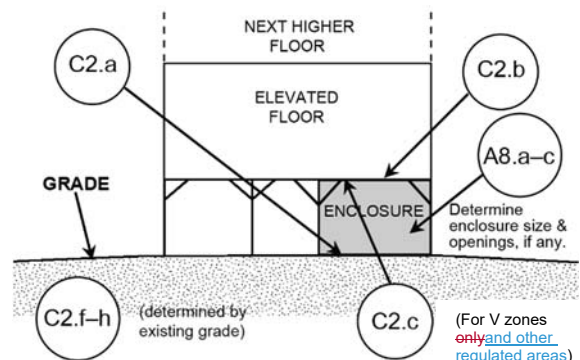 NEXT HIGHER
FLOOR
C2.a
C2.b
ELEVATED
FLOOR
A8.a–c
GRADE
ENCLOSURE
Determine
enclosure size &
openings, if any.
C2.f–h
(determined by
existing grade)
C2.c
(For V zones
onlyand other
regulated areas)